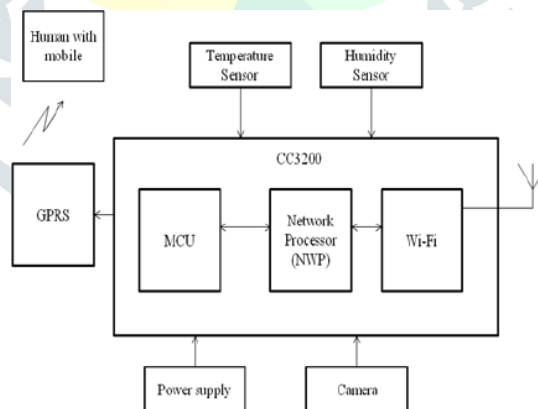 Human with
mobile
Temperature
Sensor
Humidity
Sensor
CC3200
GPRS
MCU
Network
Processor
(NWP)
Wi-Fi
Power supply
Camera